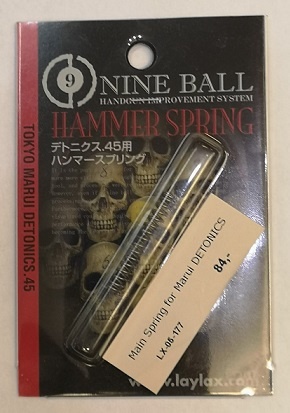 9
NINE BALL
HANDGUN IMPROVEMENT SYSTEM
HAMMER SPRING
デトニクス.45用
ハンマースプリング
TOKYO MARUI DETONICS.45
Main Spring for Marui DETONICS
84,-
LX-06-177
www.laylax.com